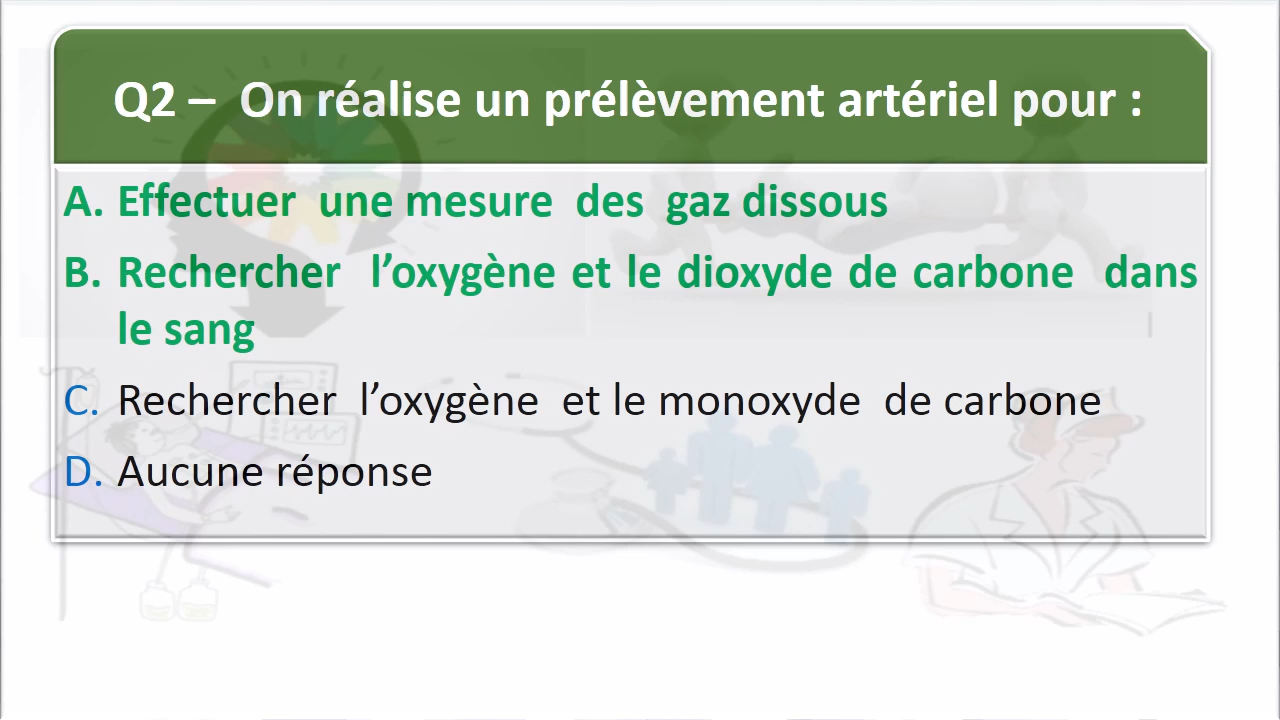 Q2 – On réalise un prélèvement artériel pour :
A. Effectuer une mesure des gaz dissous
B. Rechercher l’oxygène et le dioxyde de carbone dans
le sang
C. Rechercher l’oxygène et le monoxyde de carbone
D. Aucune réponse